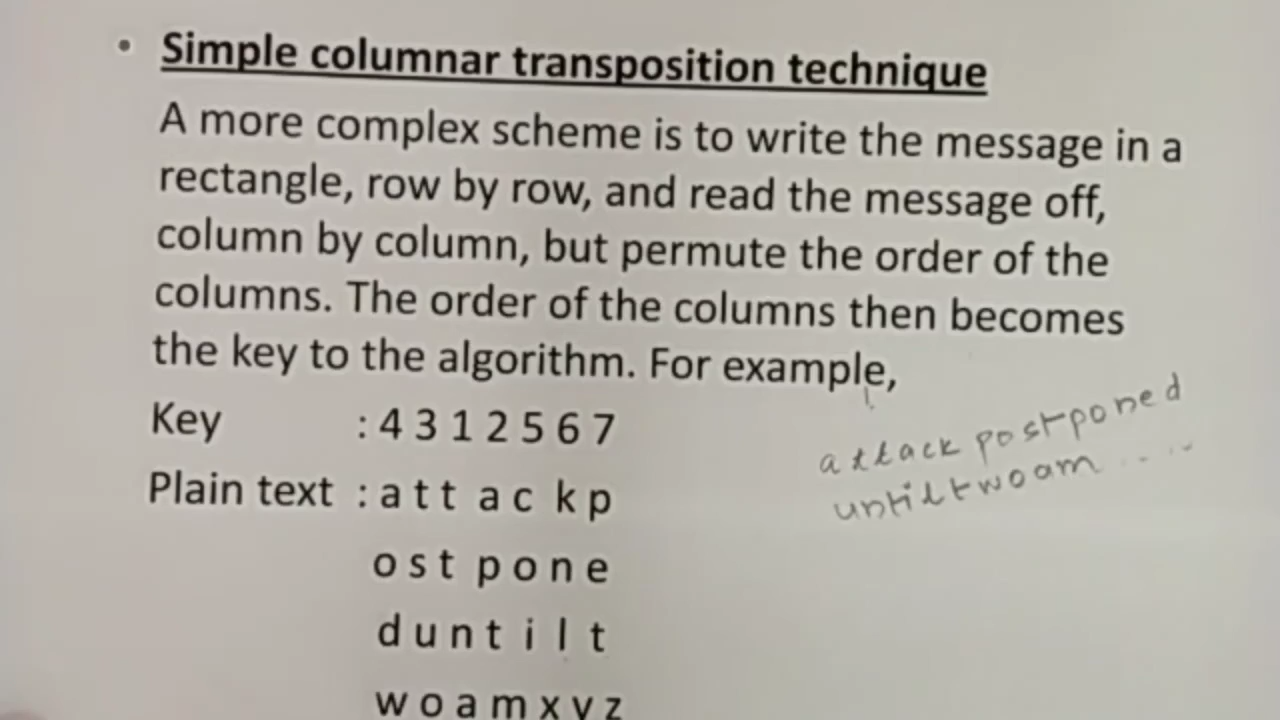 • Simple columnar transposition technique
A more complex scheme is to write the message in a
rectangle, row by row, and read the message off,
column by column, but permute the order of the
columns. The order of the columns then becomes
the key to the algorithm. For example,
Key : 4 3 1 2 5 6 7
Plain text : a t t a c k p
o s t p o n e
d u n t i l t
w o a m x y z
attack postponed
untiltwoam .. ..